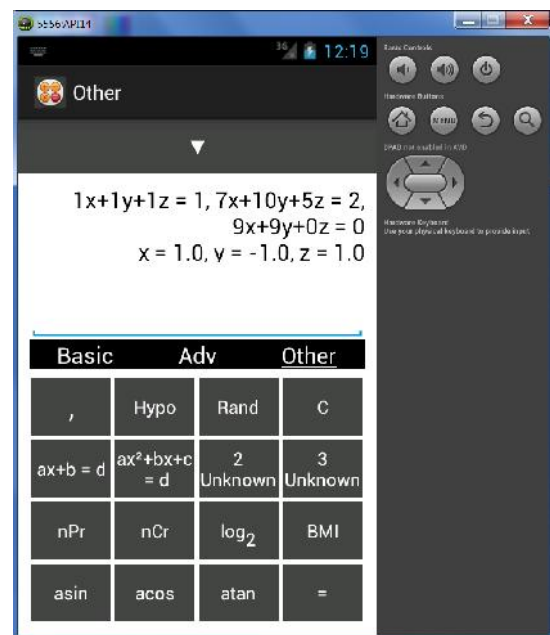 5556:API14
3G 12:19
Other
1x+1y+1z = 1, 7x+10y+5z = 2,
9x+9y+0z = 0
x = 1.0, y = -1.0, z = 1.0
Basic Adv Other
, Hypo Rand C
ax+b = d ax²+bx+c = d 2 Unknown 3 Unknown
nPr nCr log₂ BMI
asin acos atan =
Basic Controls
Hardware Buttons
MENU
DPAD not enabled in AVD
Hardware Keyboard
Use your physical keyboard to provide input